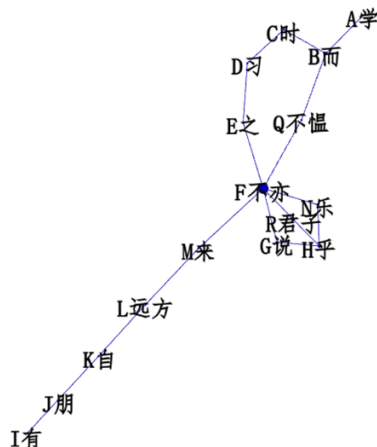 A学
C时
B而
D习
E之
Q不愠
F不亦
N乐
R君子
G说
H乎
M来
L远方
K自
J朋
I有